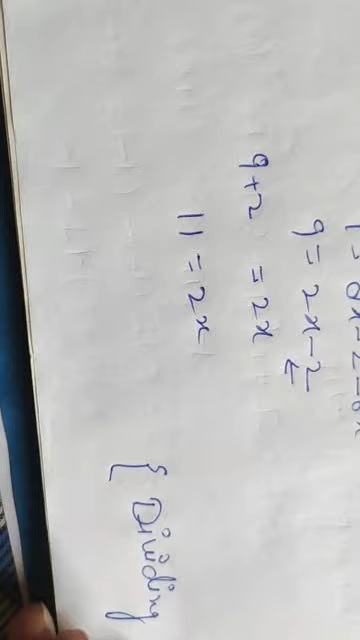 9 = 2x - 2
9 + 2 = 2x
11 = 2x
{ Dividing